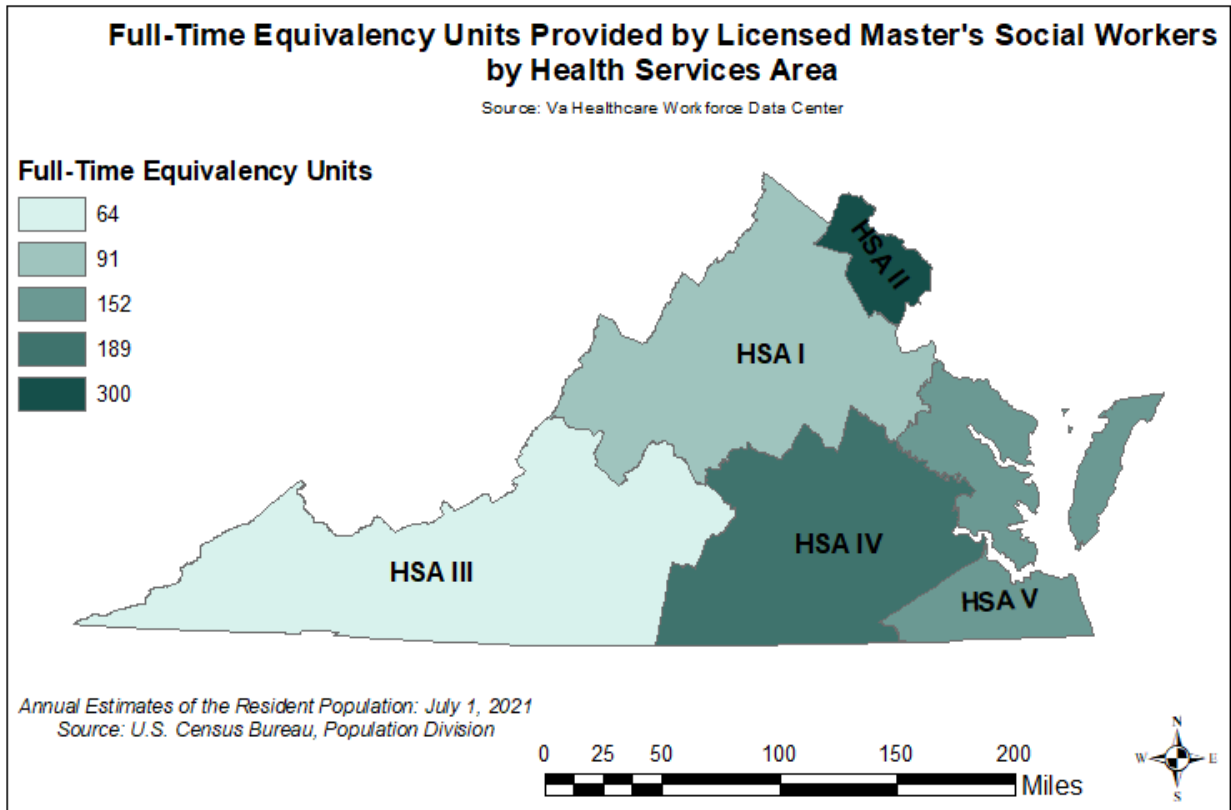 Full-Time Equivalency Units Provided by Licensed Master's Social Workers
by Health Services Area
Source: Va Healthcare Workforce Data Center
Full-Time Equivalency Units
64
91
152
189
300
HSA II
HSA I
HSA IV
HSA III
HSA V
Annual Estimates of the Resident Population: July 1, 2021
Source: U.S. Census Bureau, Population Division
0 25 50 100 150 200
Miles
N
W E
S